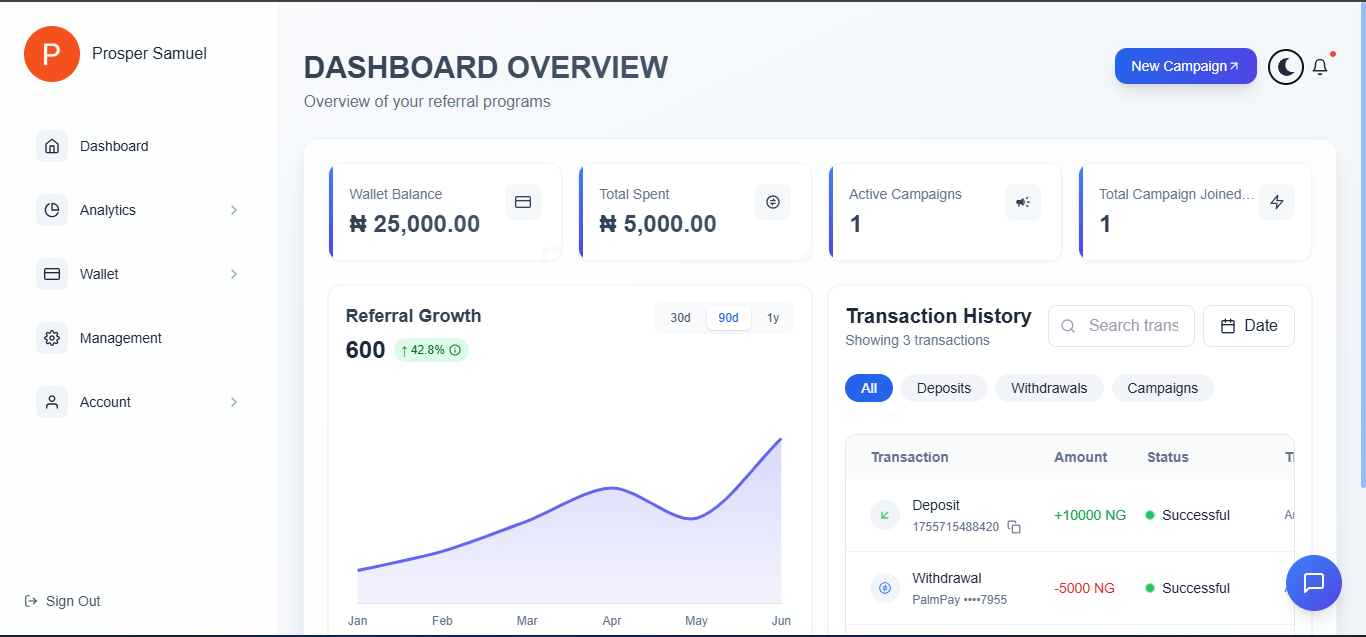 P
Prosper Samuel
Dashboard
Analytics
Wallet
Management
Account
Sign Out
DASHBOARD OVERVIEW
Overview of your referral programs
New Campaign
Wallet Balance
₦ 25,000.00
Total Spent
₦ 5,000.00
Active Campaigns
1
Total Campaign Joined...
1
Referral Growth
30d 90d 1y
600 ↑ 42.8%
Jan Feb Mar Apr May Jun
Transaction History
Showing 3 transactions
Search trans
Date
All Deposits Withdrawals Campaigns
Transaction Amount Status
Deposit
1755715488420
+10000 NG
Successful
Withdrawal
PalmPay ••••7955
-5000 NG
Successful